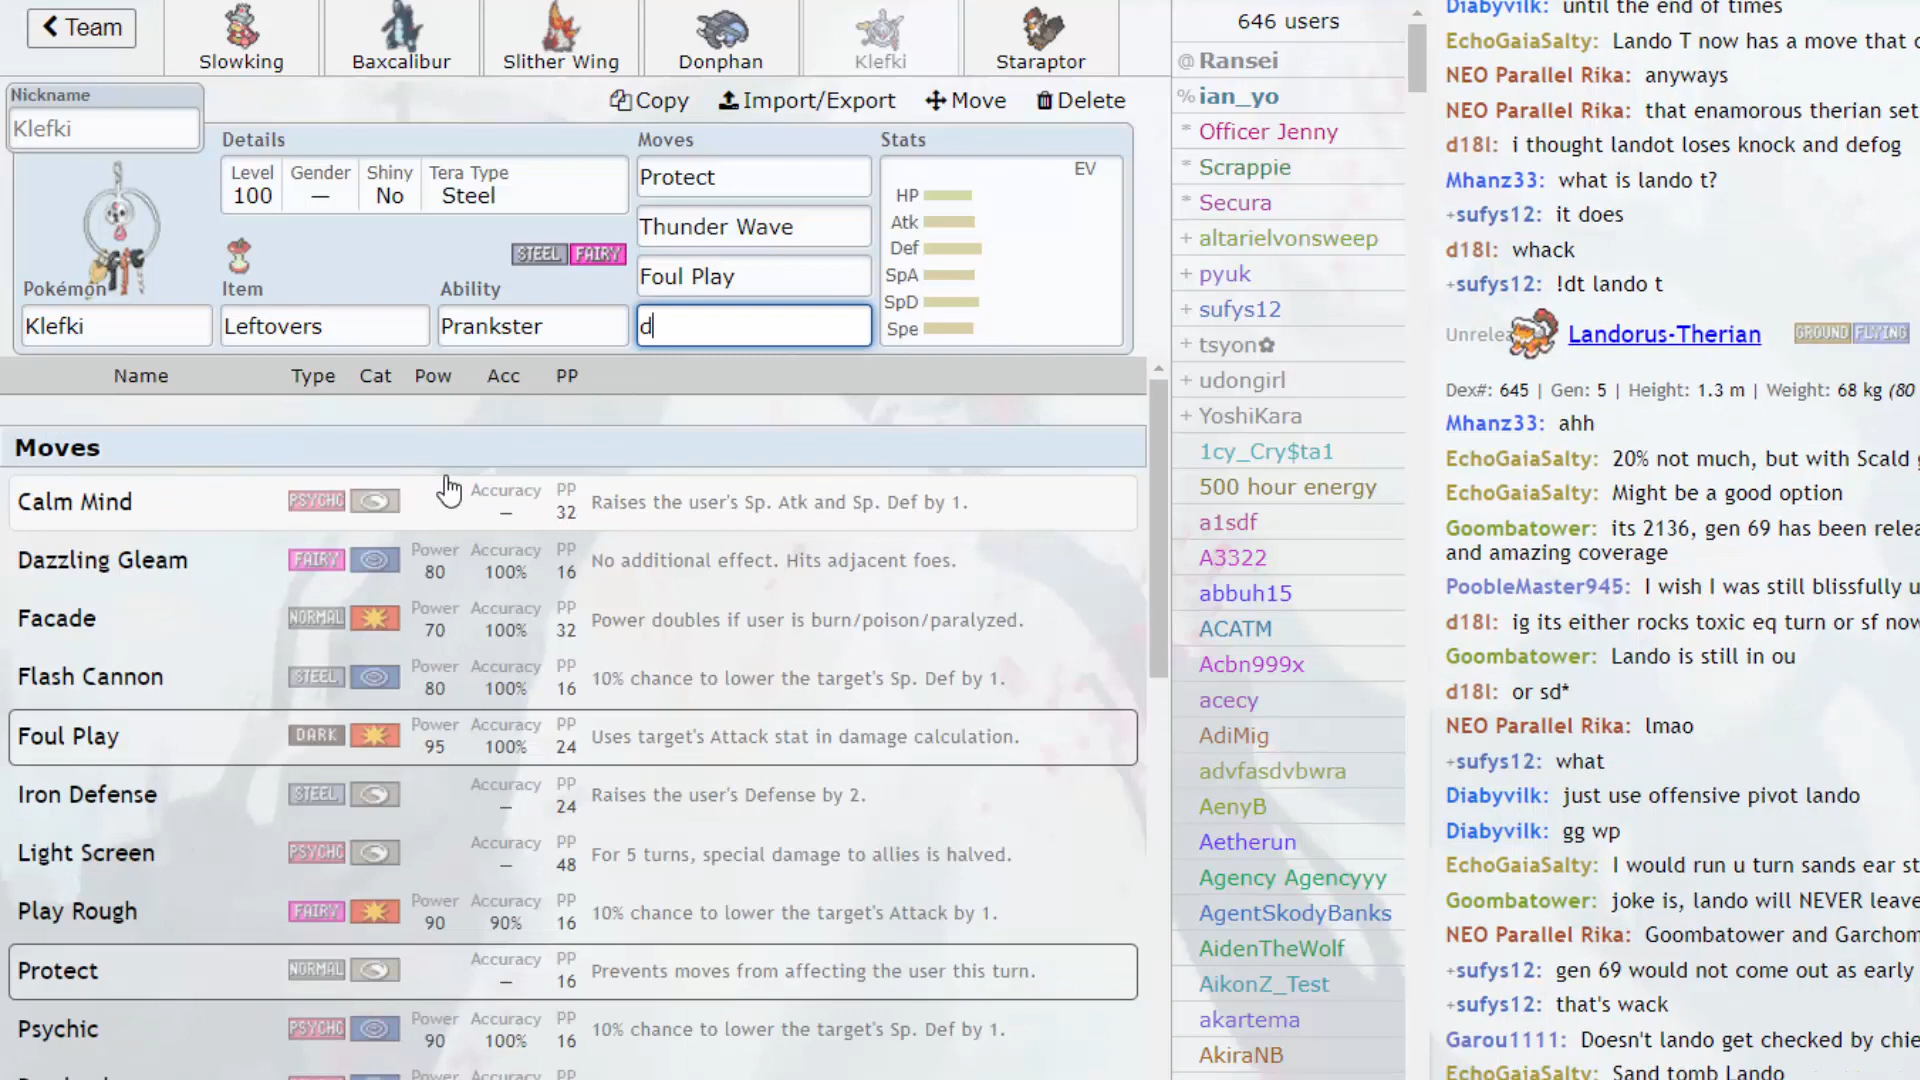 Team
Slowking
Baxcalibur
Slither Wing
Donphan
Klefki
Staraptor
Nickname
Klefki
Copy
Import/Export
Move
Delete
Details
Moves
Stats
Level
100
Gender
—
Shiny
No
Tera Type
Steel
STEEL FAIRY
Pokémon
Klefki
Item
Leftovers
Ability
Prankster
Protect
Thunder Wave
Foul Play
d
EV
HP
Atk
Def
SpA
SpD
Spe
Name Type Cat Pow Acc PP
Moves
Calm Mind PSYCHC Accuracy — PP 32 Raises the user's Sp. Atk and Sp. Def by 1.
Dazzling Gleam FAIRY Power 80 Accuracy 100% PP 16 No additional effect. Hits adjacent foes.
Facade NORMAL Power 70 Accuracy 100% PP 32 Power doubles if user is burn/poison/paralyzed.
Flash Cannon STEEL Power 80 Accuracy 100% PP 16 10% chance to lower the target's Sp. Def by 1.
Foul Play DARK Power 95 Accuracy 100% PP 24 Uses target's Attack stat in damage calculation.
Iron Defense STEEL Accuracy — PP 24 Raises the user's Defense by 2.
Light Screen PSYCHC Accuracy — PP 48 For 5 turns, special damage to allies is halved.
Play Rough FAIRY Power 90 Accuracy 90% PP 16 10% chance to lower the target's Attack by 1.
Protect NORMAL Accuracy — PP 16 Prevents moves from affecting the user this turn.
Psychic PSYCHC Power 90 Accuracy 100% PP 16 10% chance to lower the target's Sp. Def by 1.
Power Accuracy PP
646 users
@ Ransei
% ian_yo
* Officer Jenny
* Scrappie
* Secura
+ altarielvonsweep
+ pyuk
+ sufys12
+ tsyon✿
+ udongirl
+ YoshiKara
1cy_Cry$ta1
500 hour energy
a1sdf
A3322
abbuh15
ACATM
Acbn999x
acecy
AdiMig
advfasdvbwra
AenyB
Aetherun
Agency Agencyyy
AgentSkodyBanks
AidenTheWolf
AikonZ_Test
akartema
AkiraNB
Diabyvilk: until the end of times
EchoGaiaSalty: Lando T now has a move that
NEO Parallel Rika: anyways
NEO Parallel Rika: that enamorous therian set
d18l: i thought landot loses knock and defog
Mhanz33: what is lando t?
+sufys12: it does
d18l: whack
+sufys12: !dt lando t
Unrelea Landorus-Therian GROUND FLYING
Dex#: 645 | Gen: 5 | Height: 1.3 m | Weight: 68 kg (80
Mhanz33: ahh
EchoGaiaSalty: 20% not much, but with Scald
EchoGaiaSalty: Might be a good option
Goombatower: its 2136, gen 69 has been relea
and amazing coverage
PoobleMaster945: I wish I was still blissfully u
d18l: ig its either rocks toxic eq turn or sf now
Goombatower: Lando is still in ou
d18l: or sd*
NEO Parallel Rika: lmao
+sufys12: what
Diabyvilk: just use offensive pivot lando
Diabyvilk: gg wp
EchoGaiaSalty: I would run u turn sands ear st
Goombatower: joke is, lando will NEVER leave
NEO Parallel Rika: Goombatower and Garchom
+sufys12: gen 69 would not come out as early
+sufys12: that's wack
Garou1111: Doesn't lando get checked by chie
EchoGaiaSalty: Sand tomb Lando